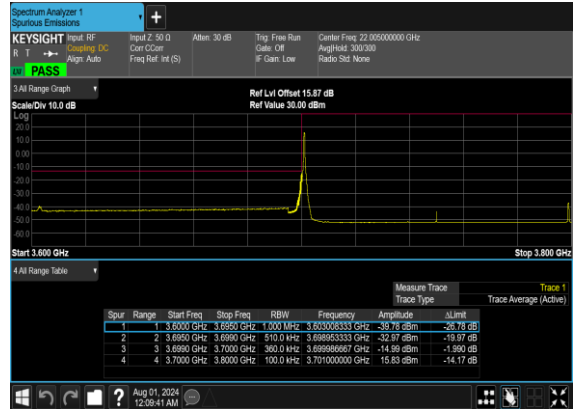 Spectrum Analyzer 1
Spurious Emissions
KEYSIGHT Input: RF Input Z: 50 Ω Atten: 30 dB Trig: Free Run Center Freq: 22.005000000 GHz
R T Coupling: DC Corr CCorr Gate: Off Avg|Hold: 300/300
Align: Auto Freq Ref: Int (S) IF Gain: Low Radio Std: None
LW PASS
3 All Range Graph
Ref Lvl Offset 15.87 dB
Scale/Div 10.0 dB Ref Value 30.00 dBm
Log
20.0
10.0
0.00
-10.0
-20.0
-30.0
-40.0
-50.0
-60.0
Start 3.600 GHz Stop 3.800 GHz
4 All Range Table
Measure Trace Trace 1
Trace Type Trace Average (Active)
Spur Range Start Freq Stop Freq RBW Frequency Amplitude ΔLimit
1 1 3.6000 GHz 3.6950 GHz 1.000 MHz 3.603008333 GHz -39.78 dBm -26.78 dB
2 2 3.6950 GHz 3.6990 GHz 510.0 kHz 3.698953333 GHz -32.97 dBm -19.97 dB
3 3 3.6990 GHz 3.7000 GHz 360.0 kHz 3.699986667 GHz -14.99 dBm -1.990 dB
4 4 3.7000 GHz 3.8000 GHz 100.0 kHz 3.701000000 GHz 15.83 dBm -14.17 dB
? Aug 01, 2024
12:09:41 AM